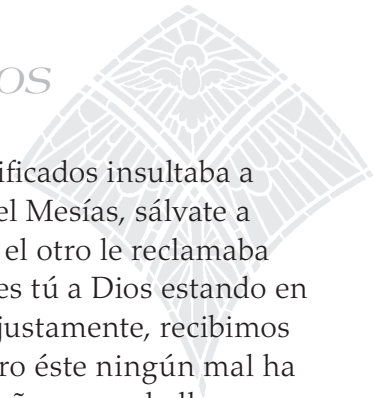 os
ificados insultaba a
el Mesías, sálvate a
el otro le reclamaba
es tú a Dios estando en
justamente, recibimos
ro éste ningún mal ha